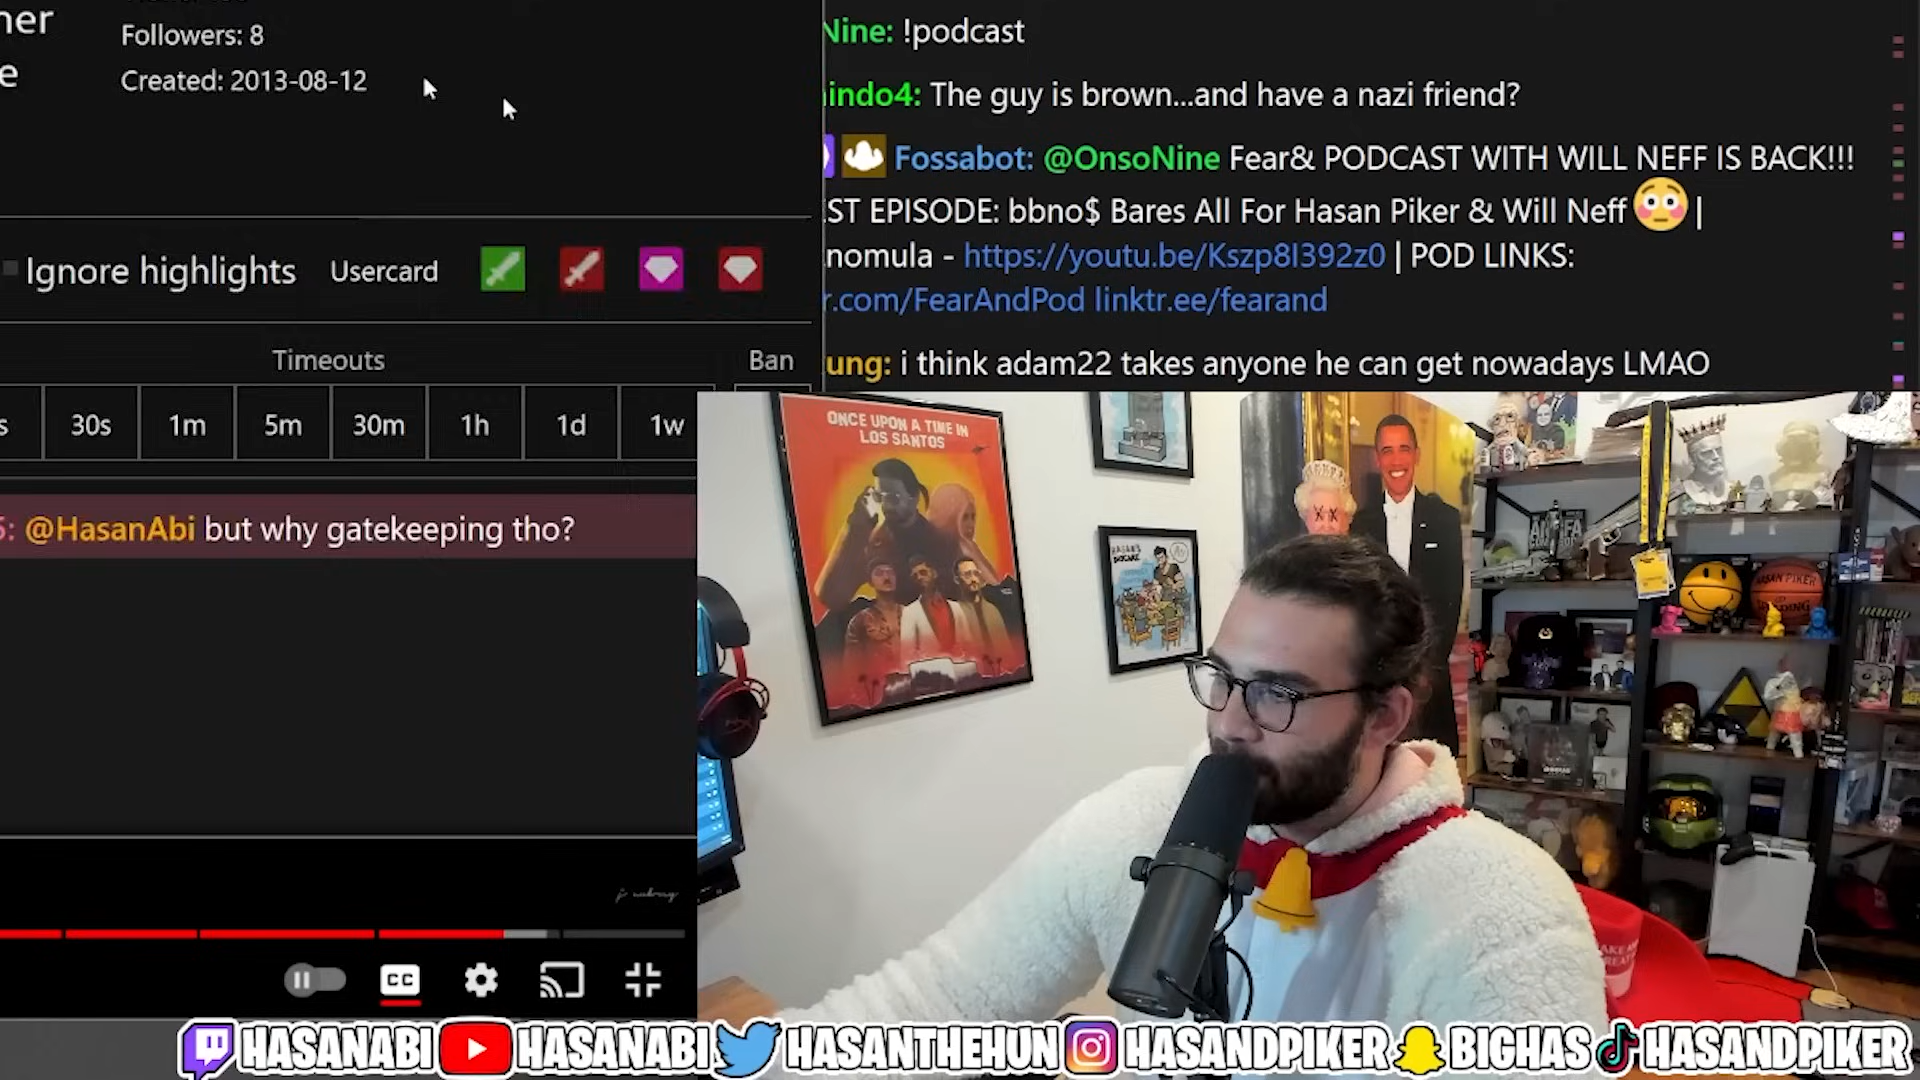 ner
e
Followers: 8
Created: 2013-08-12
Nine: !podcast
indo4: The guy is brown...and have a nazi friend?
Fossabot: @OnsoNine Fear& PODCAST WITH WILL NEFF IS BACK!!!
ST EPISODE: bbno$ Bares All For Hasan Piker & Will Neff 😳 |
nomula - https://youtu.be/Kszp8I392z0 | POD LINKS:
r.com/FearAndPod linktr.ee/fearand
ung: i think adam22 takes anyone he can get nowadays LMAO
Ignore highlights Usercard
Timeouts Ban
s 30s 1m 5m 30m 1h 1d 1w
: @HasanAbi but why gatekeeping tho?
ONCE UPON A TIME IN
LOS SANTOS
HASAN PIKER
SPALDING
CC
HASANABI HASANABI HASANTHEHUN HASANDPIKER BIGHAS HASANDPIKER